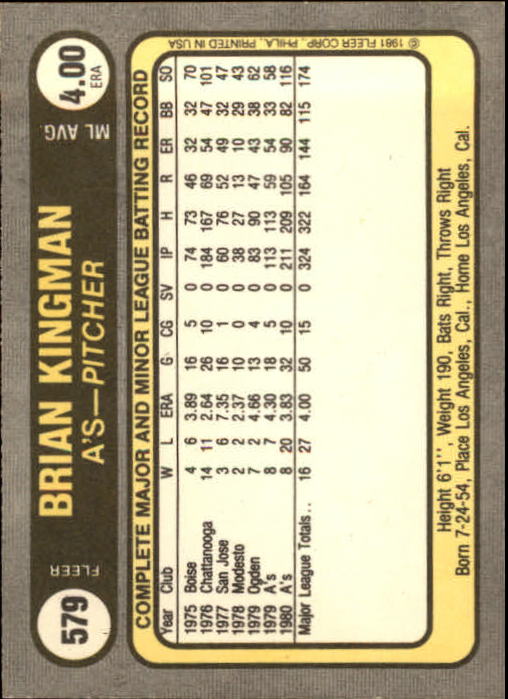 579
FLEER
BRIAN KINGMAN
A'S—PITCHER
ML AVG.
4.00
ERA
COMPLETE MAJOR AND MINOR LEAGUE BATTING RECORD
Year Club W L ERA G CG SV IP H R ER BB SO
1975 Boise 4 6 3.89 16 5 0 74 73 46 32 32 70
1976 Chattanooga 14 11 2.64 26 10 0 184 167 69 54 47 101
1977 San Jose 3 6 7.35 16 1 0 60 76 52 49 32 47
1978 Modesto 2 2 2.37 10 0 0 38 27 13 10 29 43
1979 Ogden 7 2 4.66 13 4 0 83 90 47 43 38 62
1979 A's 8 7 4.30 18 5 0 113 113 59 54 33 58
1980 A's 8 20 3.83 32 10 0 211 209 105 90 82 116
Major League Totals . . 16 27 4.00 50 15 0 324 322 164 144 115 174
Height 6'1'', Weight 190, Bats Right, Throws Right
Born 7-24-54, Place Los Angeles, Cal., Home Los Angeles, Cal.
© 1981 FLEER CORP., PHILA., PRINTED IN USA